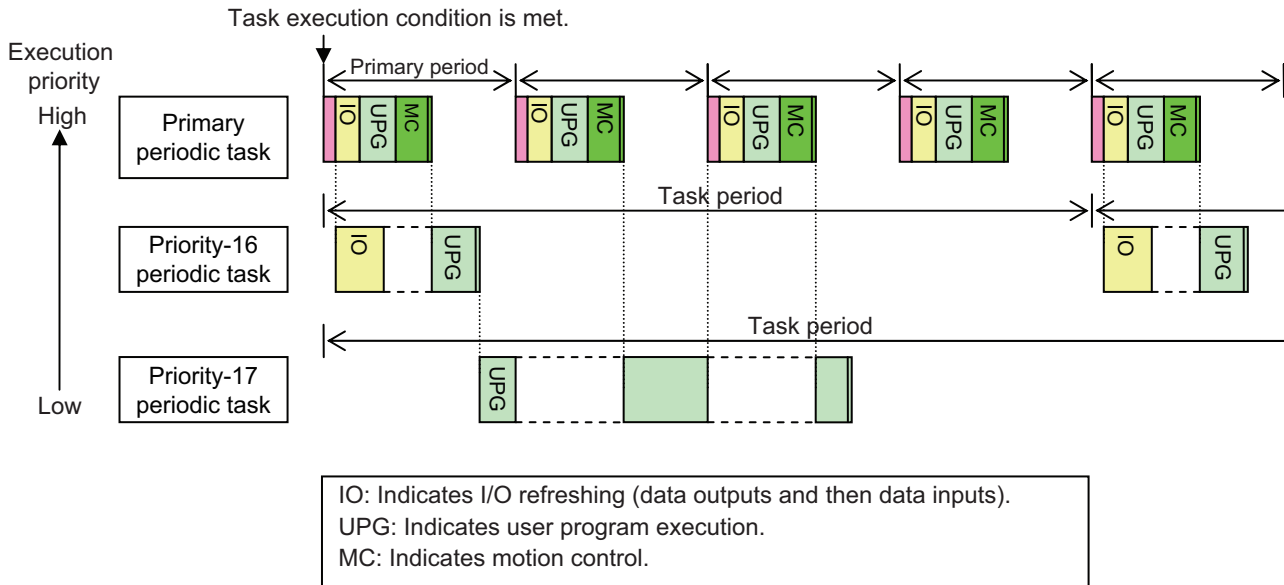 Task execution condition is met.
Execution
priority
High
Primary period
Primary
periodic task
IO
UPG
MC
IO
UPG
MC
IO
UPG
MC
IO
UPG
MC
IO
UPG
MC
Task period
Priority-16
periodic task
IO
UPG
IO
UPG
Task period
Priority-17
periodic task
UPG
Low
IO: Indicates I/O refreshing (data outputs and then data inputs).
UPG: Indicates user program execution.
MC: Indicates motion control.